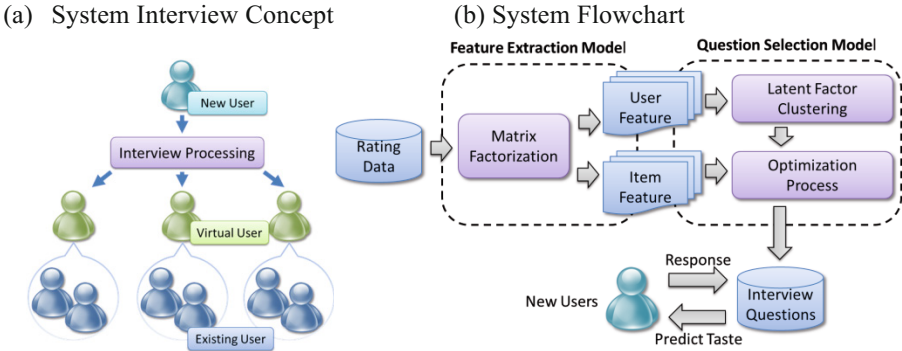 (a) System Interview Concept
New User
Interview Processing
Virtual User
Existing User
(b) System Flowchart
Feature Extraction Model
Question Selection Model
Rating
Data
Matrix
Factorization
User
Feature
Item
Feature
Latent Factor
Clustering
Optimization
Process
New Users
Response
Predict Taste
Interview
Questions